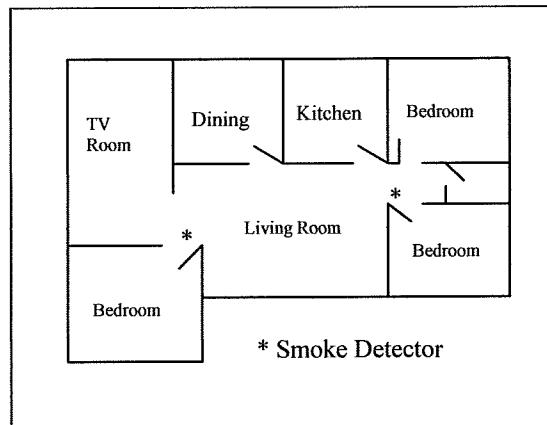 TV
Room
Dining
Kitchen
Bedroom
*
*
Living Room
Bedroom
Bedroom
* Smoke Detector